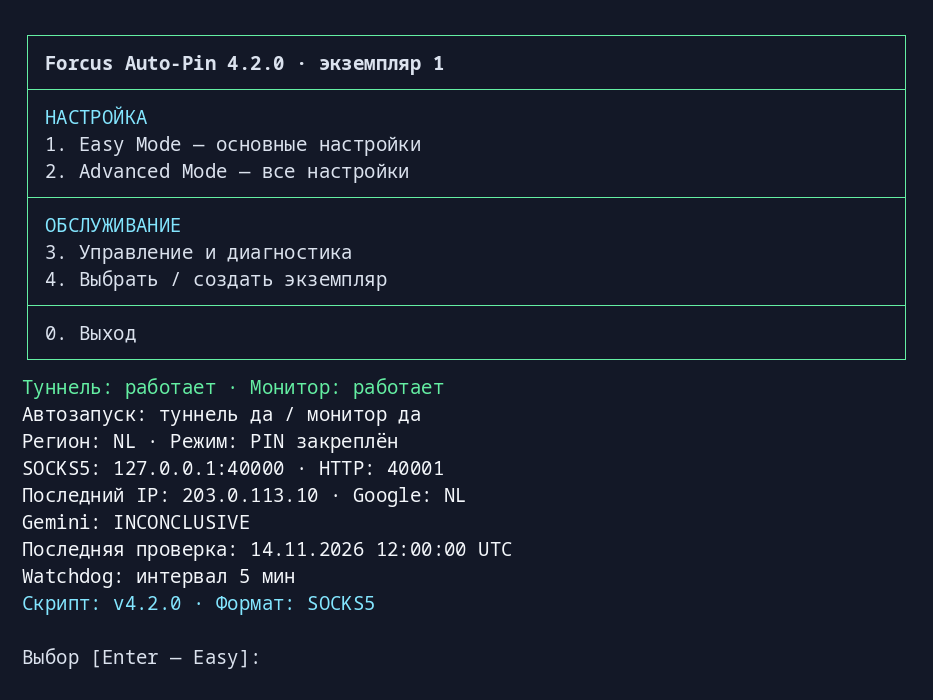 Forcus Auto-Pin 4.2.0 · экземпляр 1
НАСТРОЙКА
1. Easy Mode — основные настройки
2. Advanced Mode — все настройки
ОБСЛУЖИВАНИЕ
3. Управление и диагностика
4. Выбрать / создать экземпляр
0. Выход
Туннель: работает · Монитор: работает
Автозапуск: туннель да / монитор да
Регион: NL · Режим: PIN закреплён
SOCKS5: 127.0.0.1:40000 · HTTP: 40001
Последний IP: 203.0.113.10 · Google: NL
Gemini: INCONCLUSIVE
Последняя проверка: 14.11.2026 12:00:00 UTC
Watchdog: интервал 5 мин
Скрипт: v4.2.0 · Формат: SOCKS5
Выбор [Enter — Easy]: